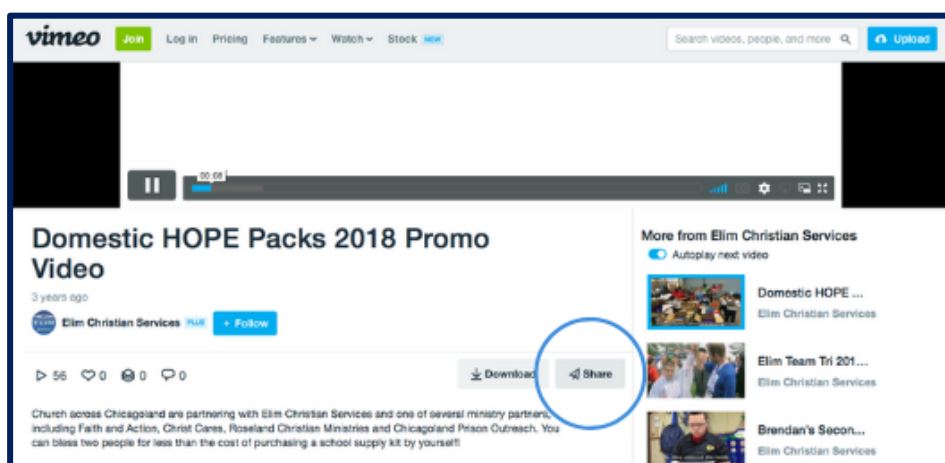 vimeo Join Log in Pricing Features Watch Stock NEW Search videos, people, and more Upload
00:08
Domestic HOPE Packs 2018 Promo
Video
3 years ago
Elim Christian Services PLUS + Follow
56 0 0 0 Download Share
Church across Chicagoland are partnering with Elim Christian Services and one of several ministry partners,
including Faith and Action, Christ Cares, Roseland Christian Ministries and Chicagoland Prison Outreach. You
can bless two people for less than the cost of purchasing a school supply kit by yourself!
More from Elim Christian Services
Autoplay next video
Domestic HOPE ...
Elim Christian Services
Elim Team Tri 201...
Elim Christian Services
Brendan's Secon...
Elim Christian Services